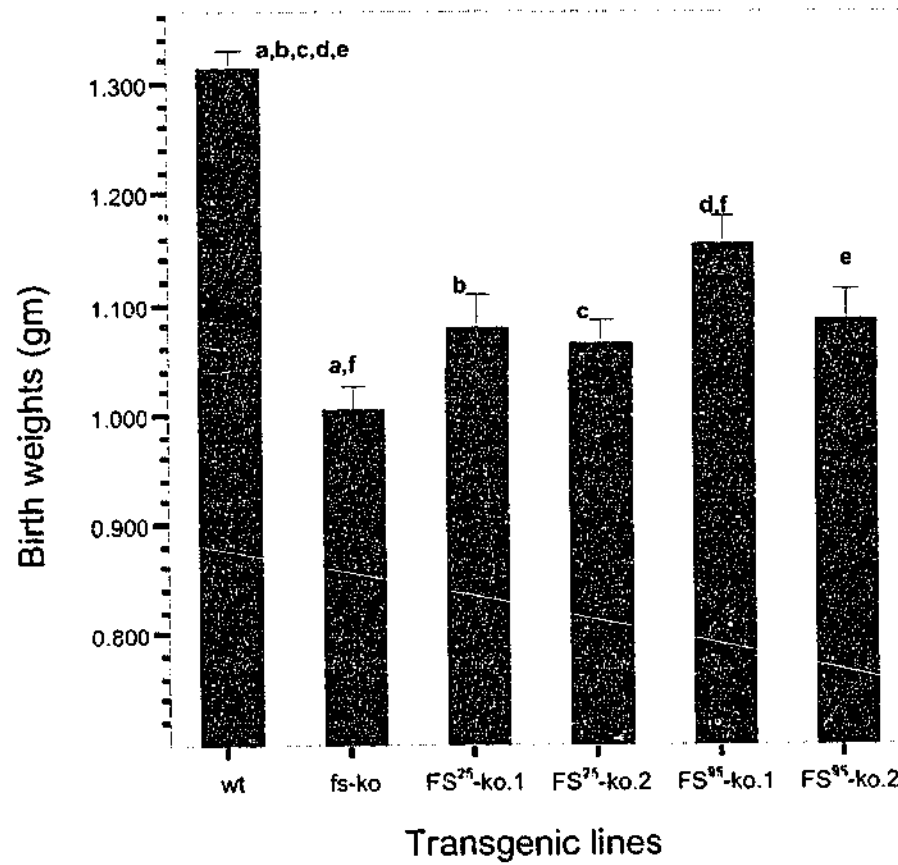 a,b,c,d,e
1.300
1.200
d,f
1.100
b
c
e
a,f
1.000
0.900
0.800
Birth weights (gm)
wt fs-ko FS²⁵-ko.1 FS²⁵-ko.2 FS⁹⁵-ko.1 FS⁹⁵-ko.2
Transgenic lines